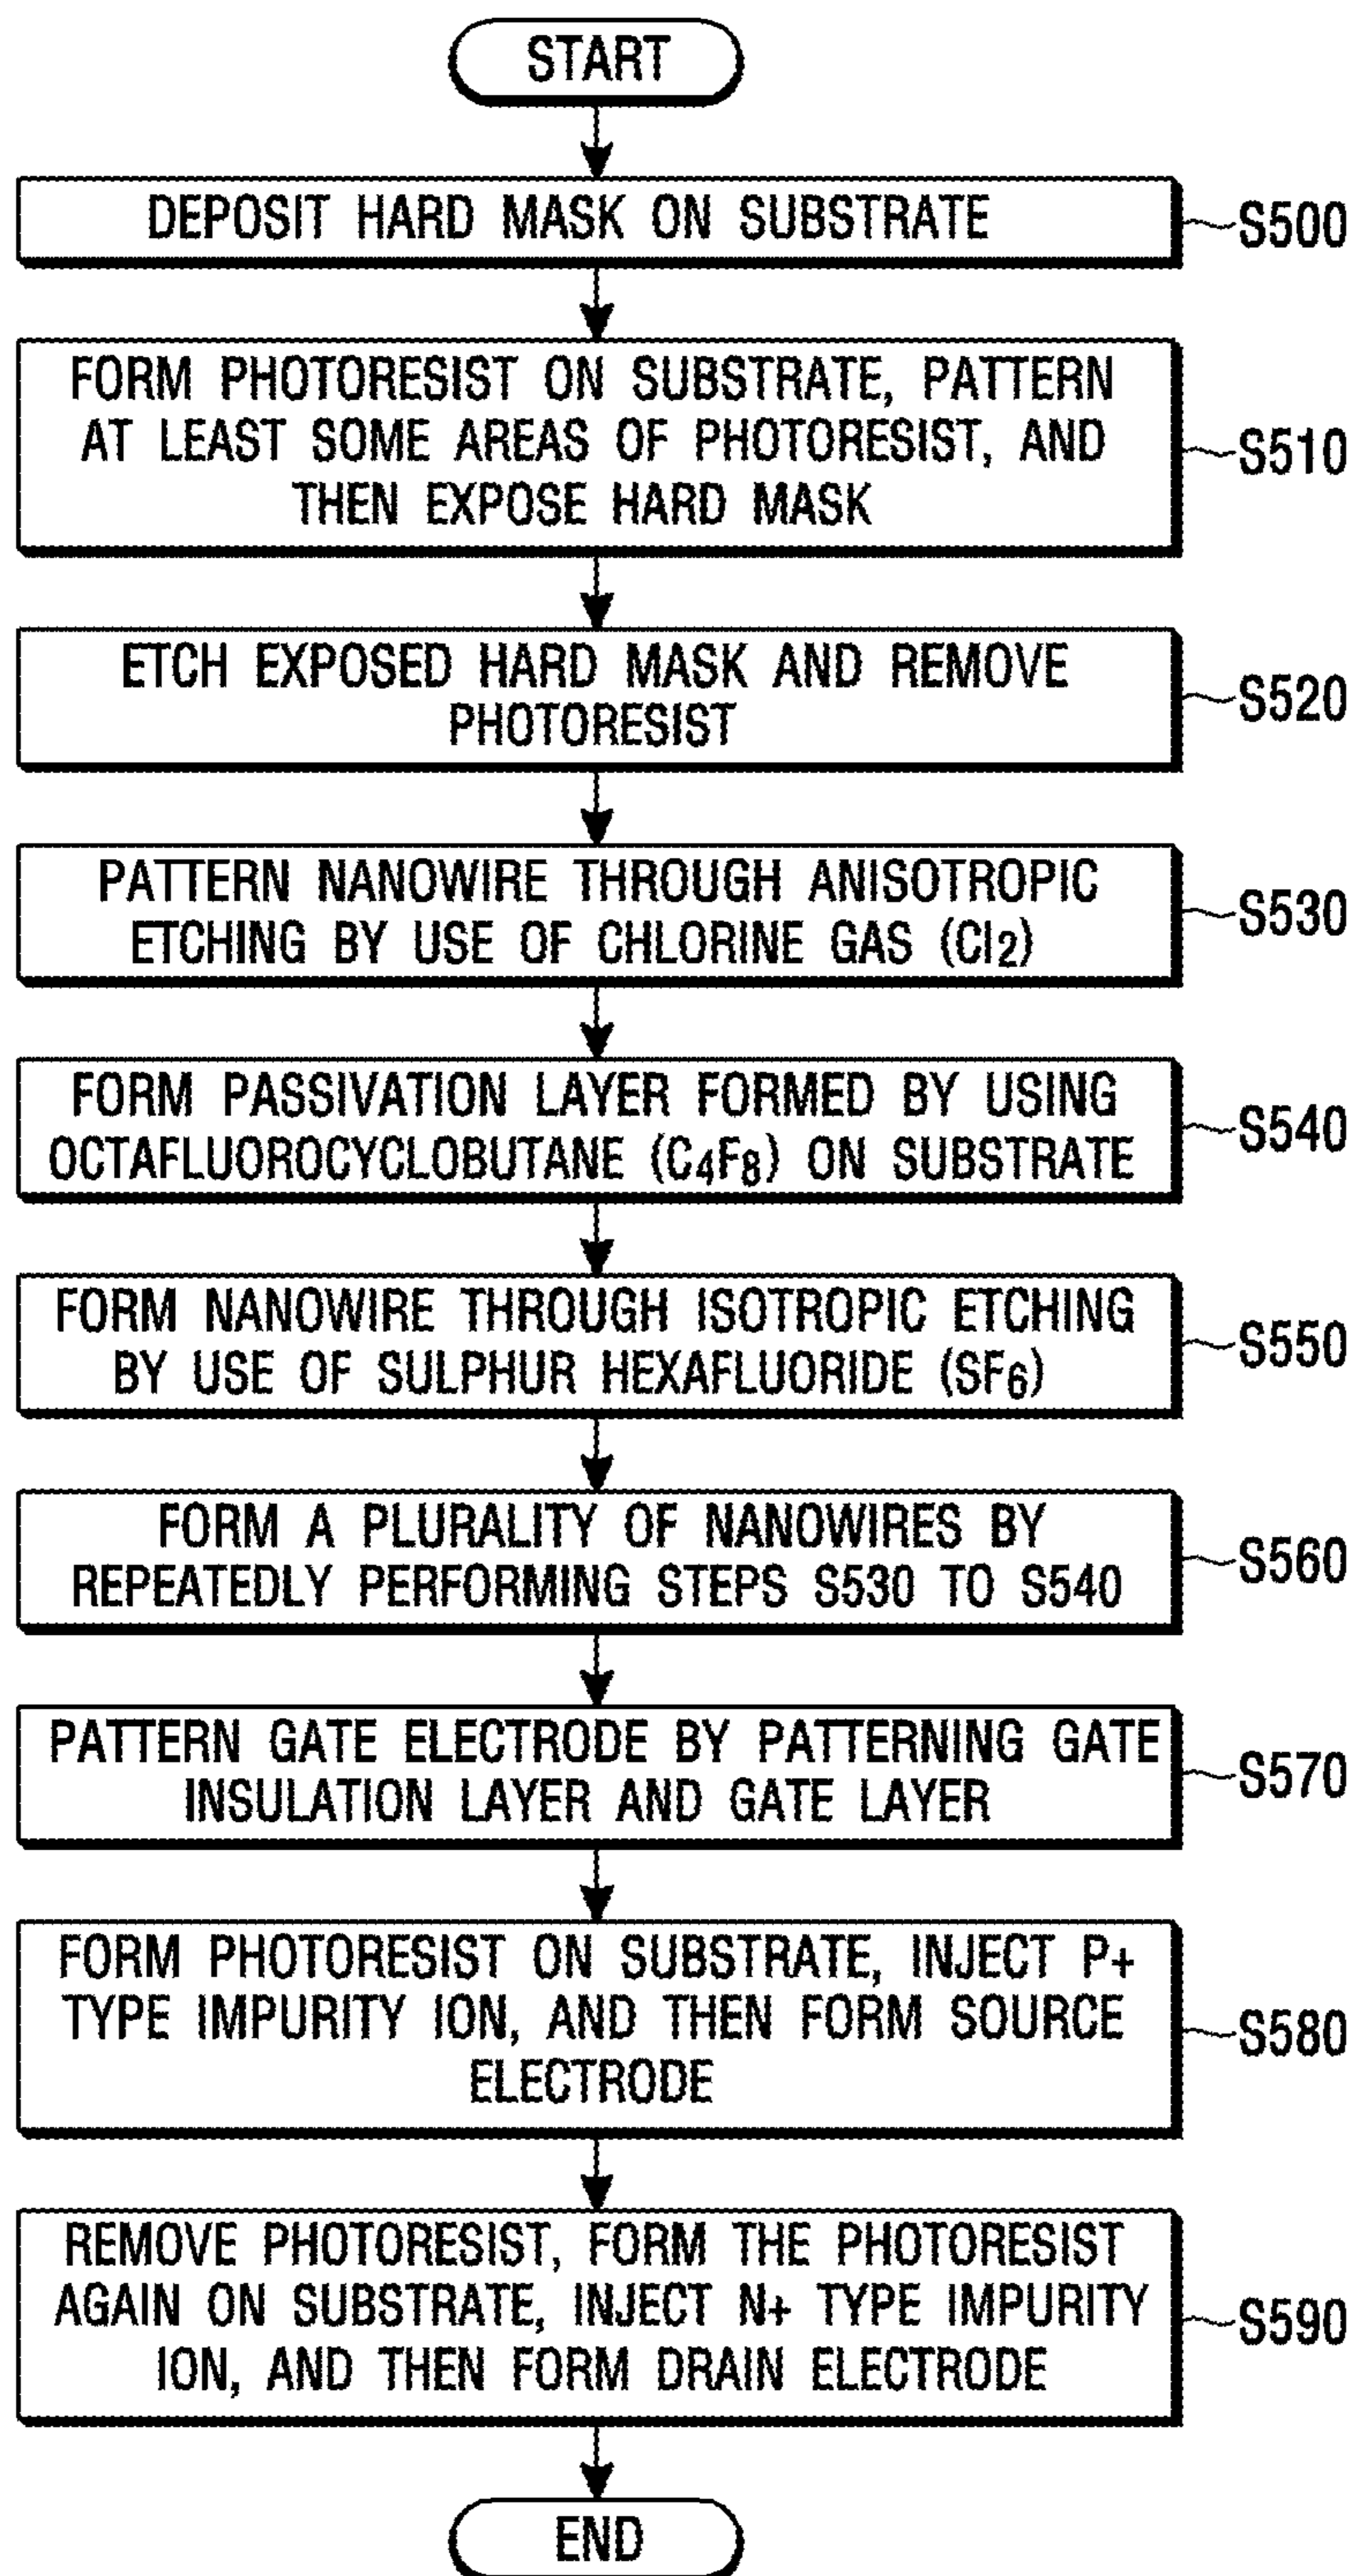 START
DEPOSIT HARD MASK ON SUBSTRATE
S500
FORM PHOTORESIST ON SUBSTRATE, PATTERN
AT LEAST SOME AREAS OF PHOTORESIST, AND
THEN EXPOSE HARD MASK
S510
ETCH EXPOSED HARD MASK AND REMOVE
PHOTORESIST
S520
PATTERN NANOWIRE THROUGH ANISOTROPIC
ETCHING BY USE OF CHLORINE GAS (Cl₂)
S530
FORM PASSIVATION LAYER FORMED BY USING
OCTAFLUOROCYCLOBUTANE (C₄F₈) ON SUBSTRATE
S540
FORM NANOWIRE THROUGH ISOTROPIC ETCHING
BY USE OF SULPHUR HEXAFLUORIDE (SF₆)
S550
FORM A PLURALITY OF NANOWIRES BY
REPEATEDLY PERFORMING STEPS S530 TO S540
S560
PATTERN GATE ELECTRODE BY PATTERNING GATE
INSULATION LAYER AND GATE LAYER
S570
FORM PHOTORESIST ON SUBSTRATE, INJECT P+
TYPE IMPURITY ION, AND THEN FORM SOURCE
ELECTRODE
S580
REMOVE PHOTORESIST, FORM THE PHOTORESIST
AGAIN ON SUBSTRATE, INJECT N+ TYPE IMPURITY
ION, AND THEN FORM DRAIN ELECTRODE
S590
END